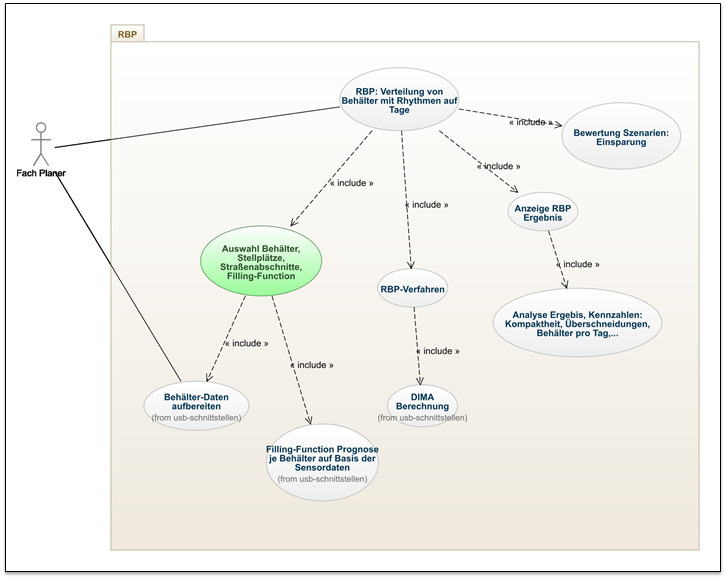 RBP
RBP: Verteilung von
Behälter mit Rhythmen auf
Tage
« include »
Bewertung Szenarien:
Einsparung
Fach Planer
« include »
« include »
« include »
Anzeige RBP
Ergebnis
Auswahl Behälter,
Stellplätze,
Straßenabschnitte,
Filling-Function
« include »
RBP-Verfahren
Analyse Ergebis, Kennzahlen:
Kompaktheit, Überschneidungen,
Behälter pro Tag,...
« include »
« include »
« include »
Behälter-Daten
aufbereiten
(from usb-schnittstellen)
DIMA
Berechnung
(from usb-schnittstellen)
Filling-Function Prognose
je Behälter auf Basis der
Sensordaten
(from usb-schnittstellen)